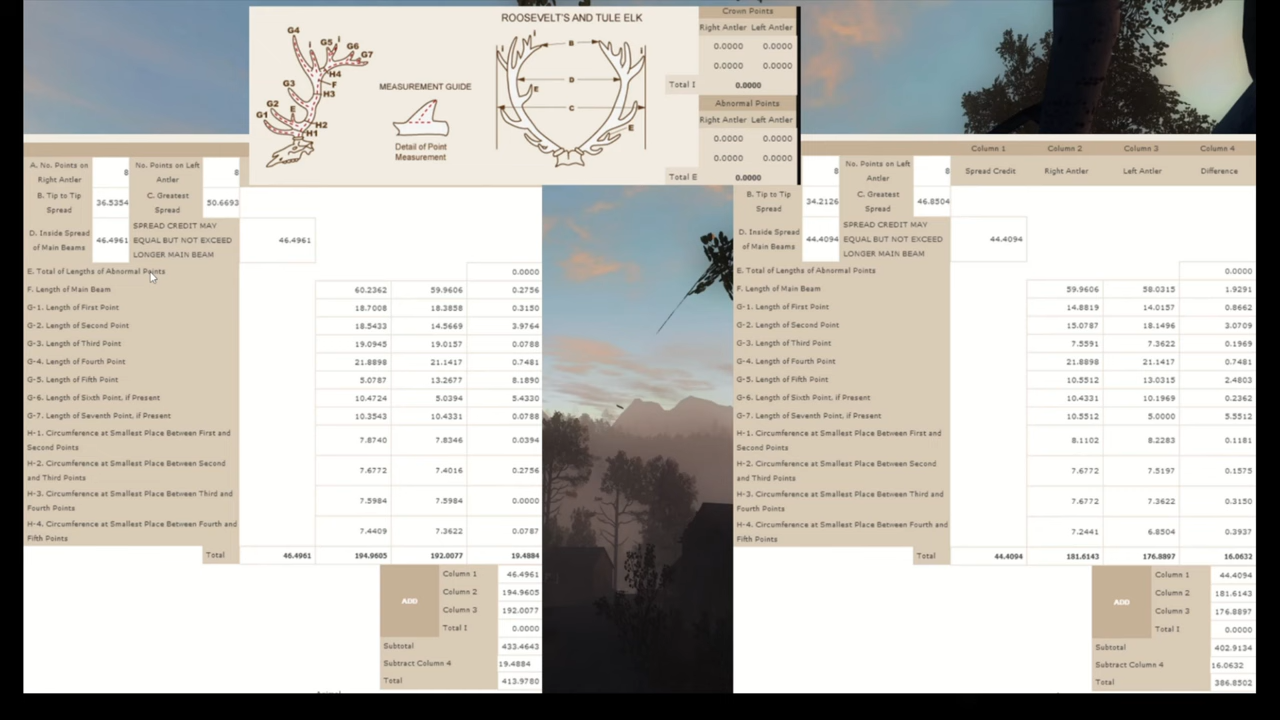 ROOSEVELT'S AND TULE ELK
G4
I
G5
I
G6
G7
H4
F
G3
H3
G2
E
G1
H2
H1
MEASUREMENT GUIDE
Detail of Point
Measurement
B
D
E
C
E
Crown Points
Right Antler Left Antler
0.0000 0.0000
0.0000 0.0000
Total I 0.0000
Abnormal Points
Right Antler Left Antler
0.0000 0.0000
0.0000 0.0000
Total E 0.0000
A. No. Points on
Right Antler
8
No. Points on Left
Antler
8
B. Tip to Tip
Spread
36.5354
C. Greatest
Spread
50.6693
D. Inside Spread
of Main Beams
46.4961
SPREAD CREDIT MAY
EQUAL BUT NOT EXCEED
LONGER MAIN BEAM
46.4961
E. Total of Lengths of Abnormal Points 0.0000
F. Length of Main Beam 60.2362 59.9606 0.2756
G-1. Length of First Point 18.7008 18.3858 0.3150
G-2. Length of Second Point 18.5433 14.5669 3.9764
G-3. Length of Third Point 19.0945 19.0157 0.0788
G-4. Length of Fourth Point 21.8898 21.1417 0.7481
G-5. Length of Fifth Point 5.0787 13.2677 8.1890
G-6. Length of Sixth Point, if Present 10.4724 5.0394 5.4330
G-7. Length of Seventh Point, if Present 10.3543 10.4331 0.0788
H-1. Circumference at Smallest Place Between First and
Second Points
7.8740 7.8346 0.0394
H-2. Circumference at Smallest Place Between Second
and Third Points
7.6772 7.4016 0.2756
H-3. Circumference at Smallest Place Between Third and
Fourth Points
7.5984 7.5984 0.0000
H-4. Circumference at Smallest Place Between Fourth and
Fifth Points
7.4409 7.3622 0.0787
Total 46.4961 194.9605 192.0077 19.4884
ADD
Column 1 46.4961
Column 2 194.9605
Column 3 192.0077
Total I 0.0000
Subtotal 433.4643
Subtract Column 4 19.4884
Total 413.9780
Column 1 Column 2 Column 3 Column 4
Spread Credit Right Antler Left Antler Difference
8
No. Points on Left
Antler
8
B. Tip to Tip
Spread
34.2126
C. Greatest
Spread
46.8504
D. Inside Spread
of Main Beams
44.4094
SPREAD CREDIT MAY
EQUAL BUT NOT EXCEED
LONGER MAIN BEAM
44.4094
E. Total of Lengths of Abnormal Points 0.0000
F. Length of Main Beam 59.9606 58.0315 1.9291
G-1. Length of First Point 14.8819 14.0157 0.8662
G-2. Length of Second Point 15.0787 18.1496 3.0709
G-3. Length of Third Point 7.5591 7.3622 0.1969
G-4. Length of Fourth Point 21.8898 21.1417 0.7481
G-5. Length of Fifth Point 10.5512 13.0315 2.4803
G-6. Length of Sixth Point, if Present 10.4331 10.1969 0.2362
G-7. Length of Seventh Point, if Present 10.5512 5.0000 5.5512
H-1. Circumference at Smallest Place Between First and
Second Points
8.1102 8.2283 0.1181
H-2. Circumference at Smallest Place Between Second
and Third Points
7.6772 7.5197 0.1575
H-3. Circumference at Smallest Place Between Third and
Fourth Points
7.6772 7.3622 0.3150
H-4. Circumference at Smallest Place Between Fourth and
Fifth Points
7.2441 6.8504 0.3937
Total 44.4094 181.6143 176.8897 16.0632
ADD
Column 1 44.4094
Column 2 181.6143
Column 3 176.8897
Total I 0.0000
Subtotal 402.9134
Subtract Column 4 16.0632
Total 386.8502